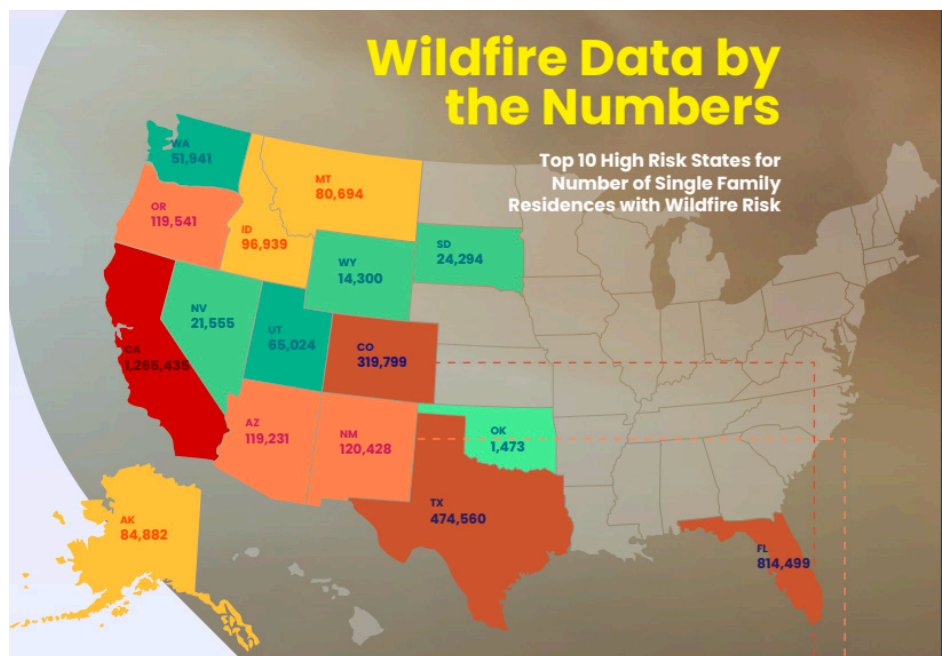 Wildfire Data by
the Numbers
Top 10 High Risk States for
Number of Single Family
Residences with Wildfire Risk
WA
51,941
MT
80,694
OR
119,541
ID
96,939
SD
24,294
WY
14,300
NV
21,555
UT
65,024
CO
319,799
CA
1,265,435
AZ
119,231
NM
120,428
OK
1,473
TX
474,560
AK
84,882
FL
814,499